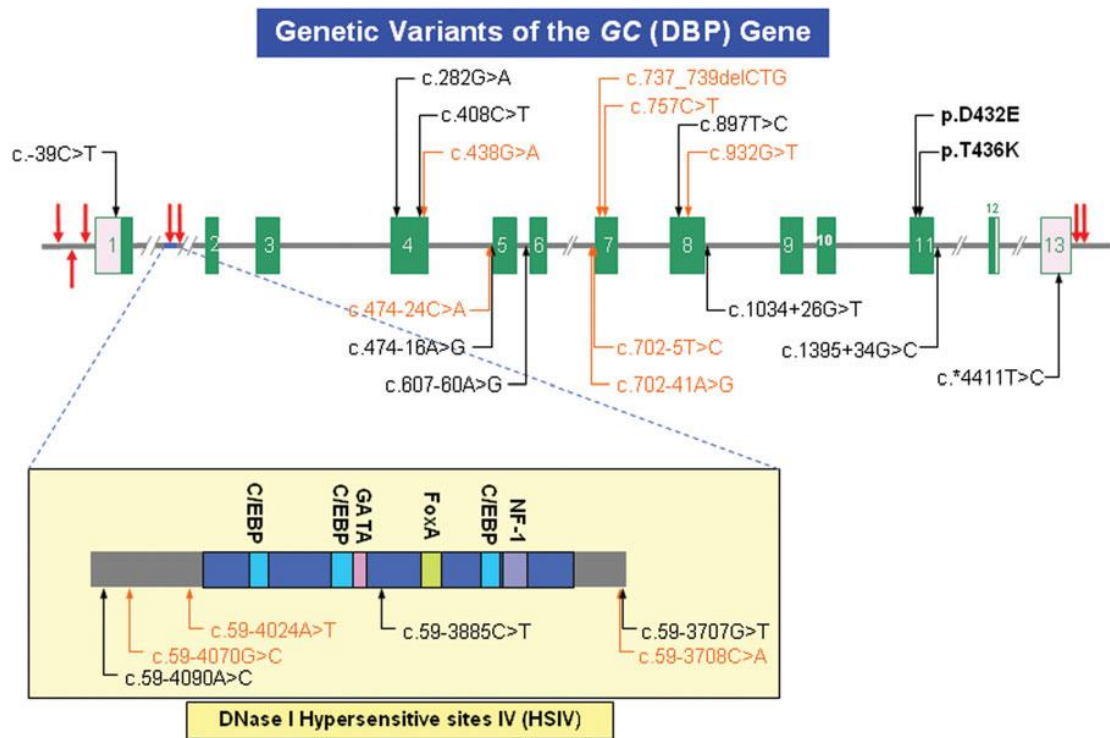 Genetic Variants of the GC (DBP) Gene
c.282G>A
c.737_739delCTG
c.408C>T
c.757C>T
c.897T>C
p.D432E
c.-39C>T
c.438G>A
c.932G>T
p.T436K
1
2
3
4
5
6
7
8
9
10
11
12
13
c.474-24C>A
c.1034+26G>T
c.474-16A>G
c.702-5T>C
c.1395+34G>C
c.607-60A>G
c.702-41A>G
c.*4411T>C
C/EBP
C/EBP
GATA
FoxA
C/EBP
NF-1
c.59-4024A>T
c.59-3885C>T
c.59-3707G>T
c.59-4070G>C
c.59-3708C>A
c.59-4090A>C
DNase I Hypersensitive sites IV (HSIV)